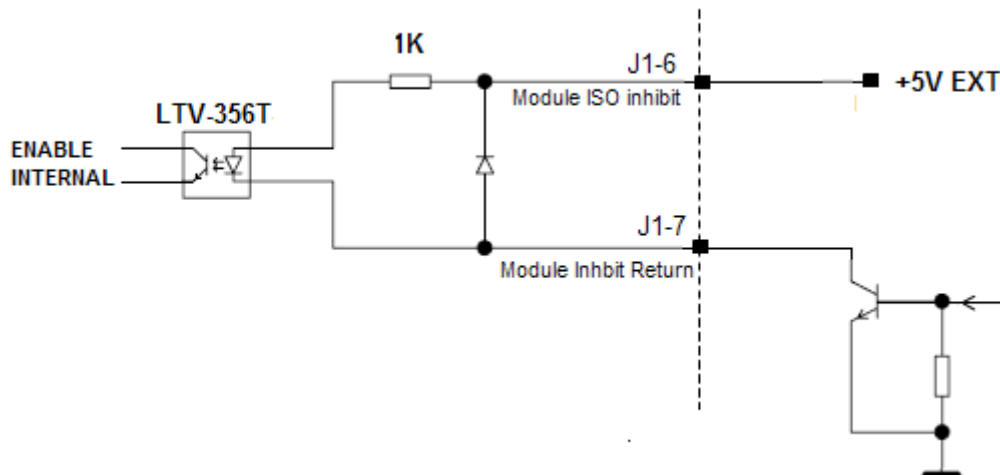 1K
J1-6
+5V EXT
Module ISO inhibit
LTV-356T
ENABLE
INTERNAL
J1-7
Module Inhbit Return